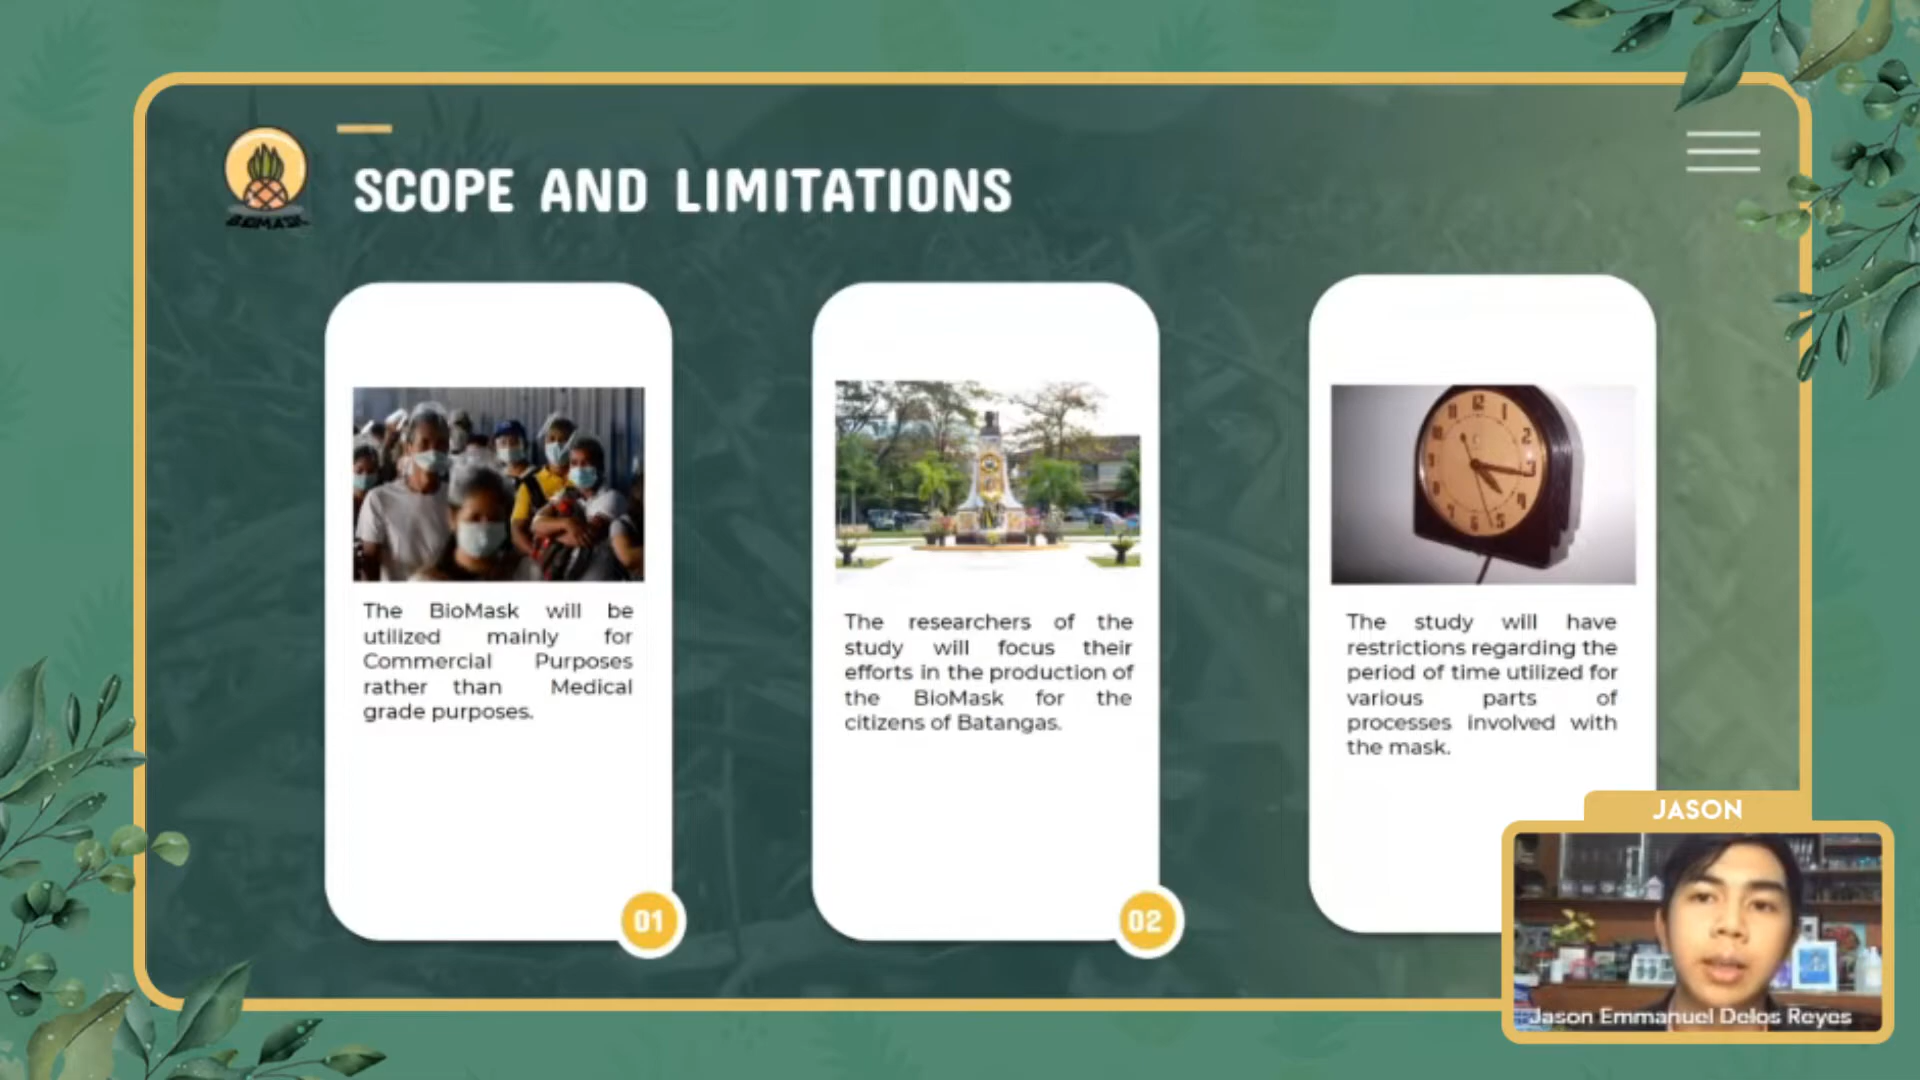 BIOMASK
SCOPE AND LIMITATIONS
The BioMask will be
utilized mainly for
Commercial Purposes
rather than Medical
grade purposes.
01
The researchers of the
study will focus their
efforts in the production of
the BioMask for the
citizens of Batangas.
02
The study will have
restrictions regarding the
period of time utilized for
various parts of
processes involved with
the mask.
JASON
Jason Emmanuel Delos Reyes